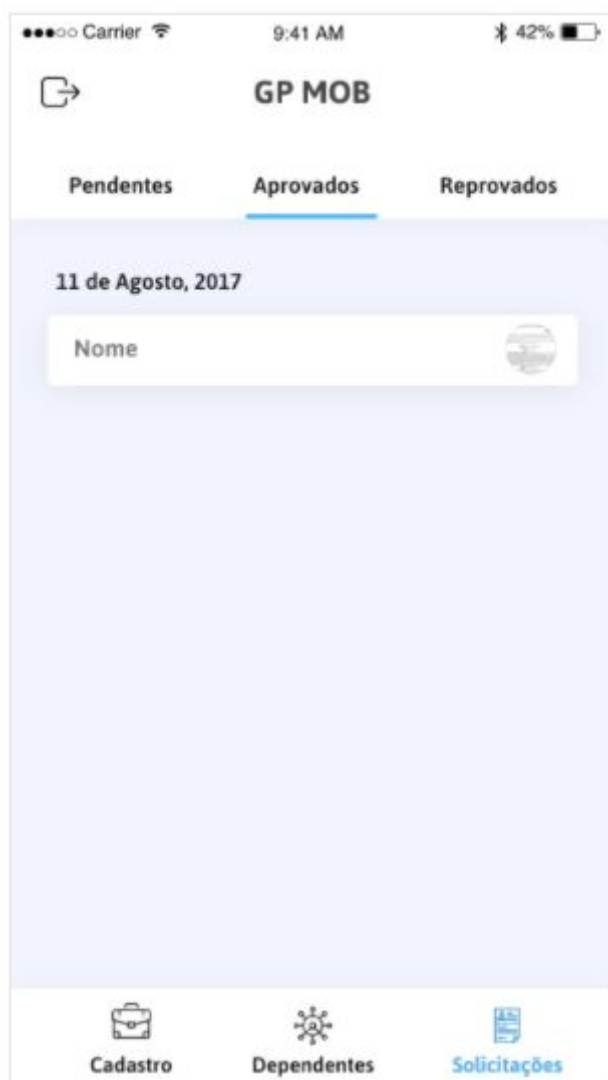 Carrier 9:41 AM 42%
GP MOB
Pendentes Aprovados Reprovados
11 de Agosto, 2017
Nome
Cadastro Dependentes Solicitações